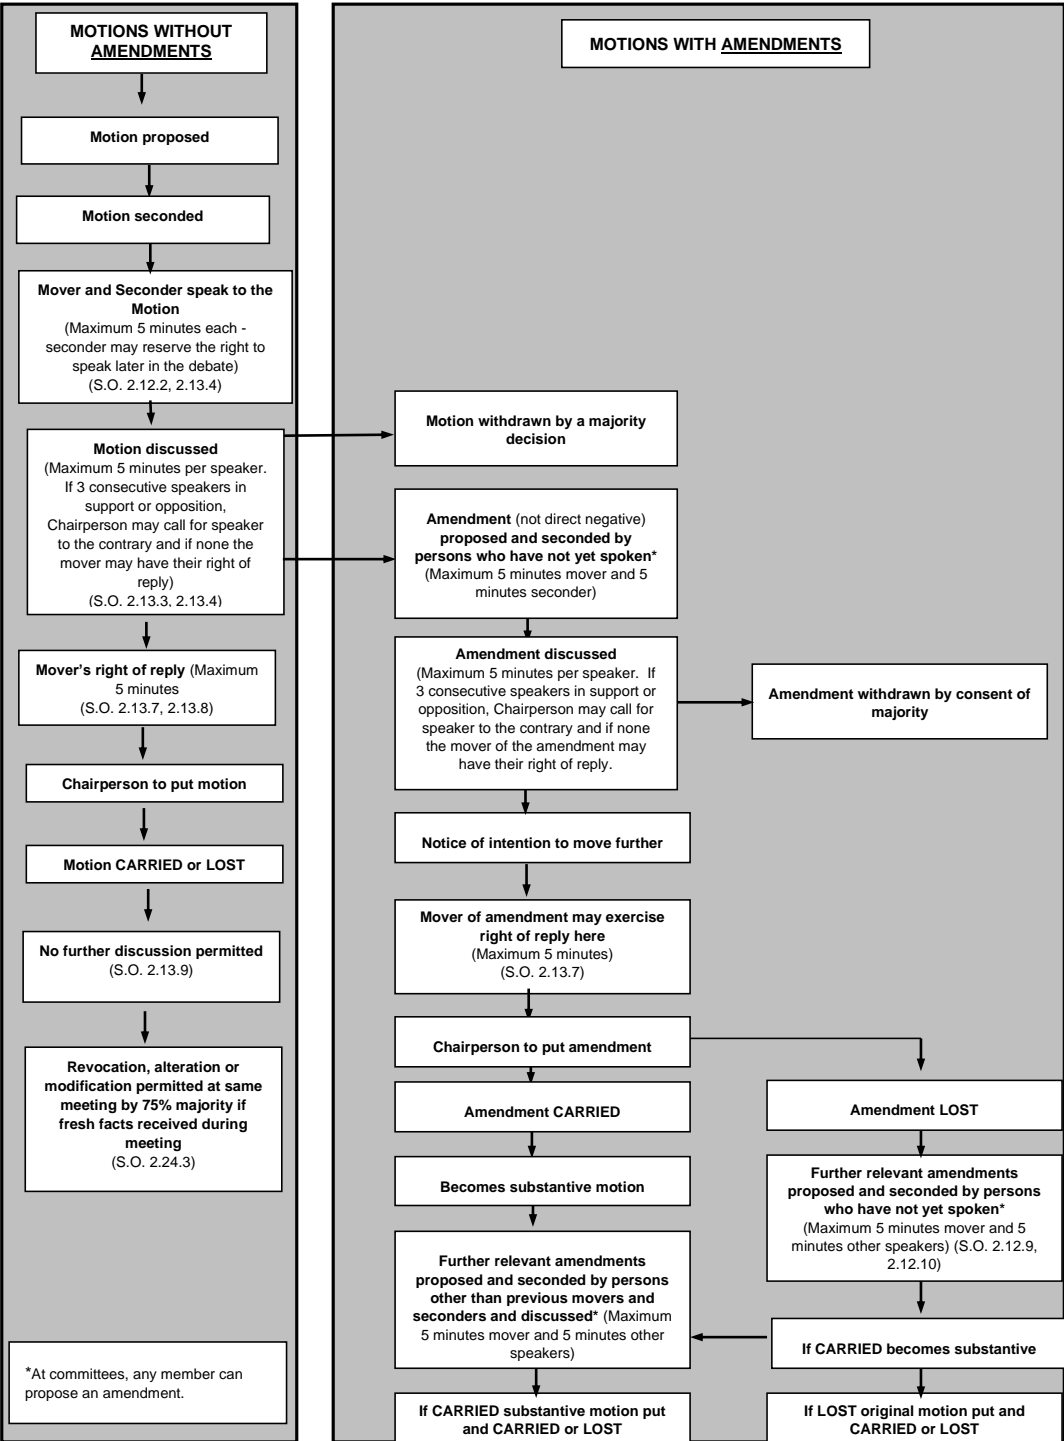 MOTIONS WITHOUT
AMENDMENTS
Motion proposed
Motion seconded
Mover and Seconder speak to the
Motion
(Maximum 5 minutes each -
seconder may reserve the right to
speak later in the debate)
(S.O. 2.12.2, 2.13.4)
Motion discussed
(Maximum 5 minutes per speaker.
If 3 consecutive speakers in
support or opposition,
Chairperson may call for speaker
to the contrary and if none the
mover may have their right of
reply)
(S.O. 2.13.3, 2.13.4)
Mover's right of reply (Maximum
5 minutes
(S.O. 2.13.7, 2.13.8)
Chairperson to put motion
Motion CARRIED or LOST
No further discussion permitted
(S.O. 2.13.9)
Revocation, alteration or
modification permitted at same
meeting by 75% majority if
fresh facts received during
meeting
(S.O. 2.24.3)
*At committees, any member can
propose an amendment.
MOTIONS WITH AMENDMENTS
Motion withdrawn by a majority
decision
Amendment (not direct negative)
proposed and seconded by
persons who have not yet spoken*
(Maximum 5 minutes mover and 5
minutes seconder)
Amendment discussed
(Maximum 5 minutes per speaker. If
3 consecutive speakers in support or
opposition, Chairperson may call for
speaker to the contrary and if none
the mover of the amendment may
have their right of reply.
Amendment withdrawn by consent of
majority
Notice of intention to move further
Mover of amendment may exercise
right of reply here
(Maximum 5 minutes)
(S.O. 2.13.7)
Chairperson to put amendment
Amendment CARRIED
Becomes substantive motion
Further relevant amendments
proposed and seconded by persons
other than previous movers and
seconders and discussed* (Maximum
5 minutes mover and 5 minutes other
speakers)
If CARRIED substantive motion put
and CARRIED or LOST
Amendment LOST
Further relevant amendments
proposed and seconded by persons
who have not yet spoken*
(Maximum 5 minutes mover and 5
minutes other speakers) (S.O. 2.12.9,
2.12.10)
If CARRIED becomes substantive
If LOST original motion put and
CARRIED or LOST